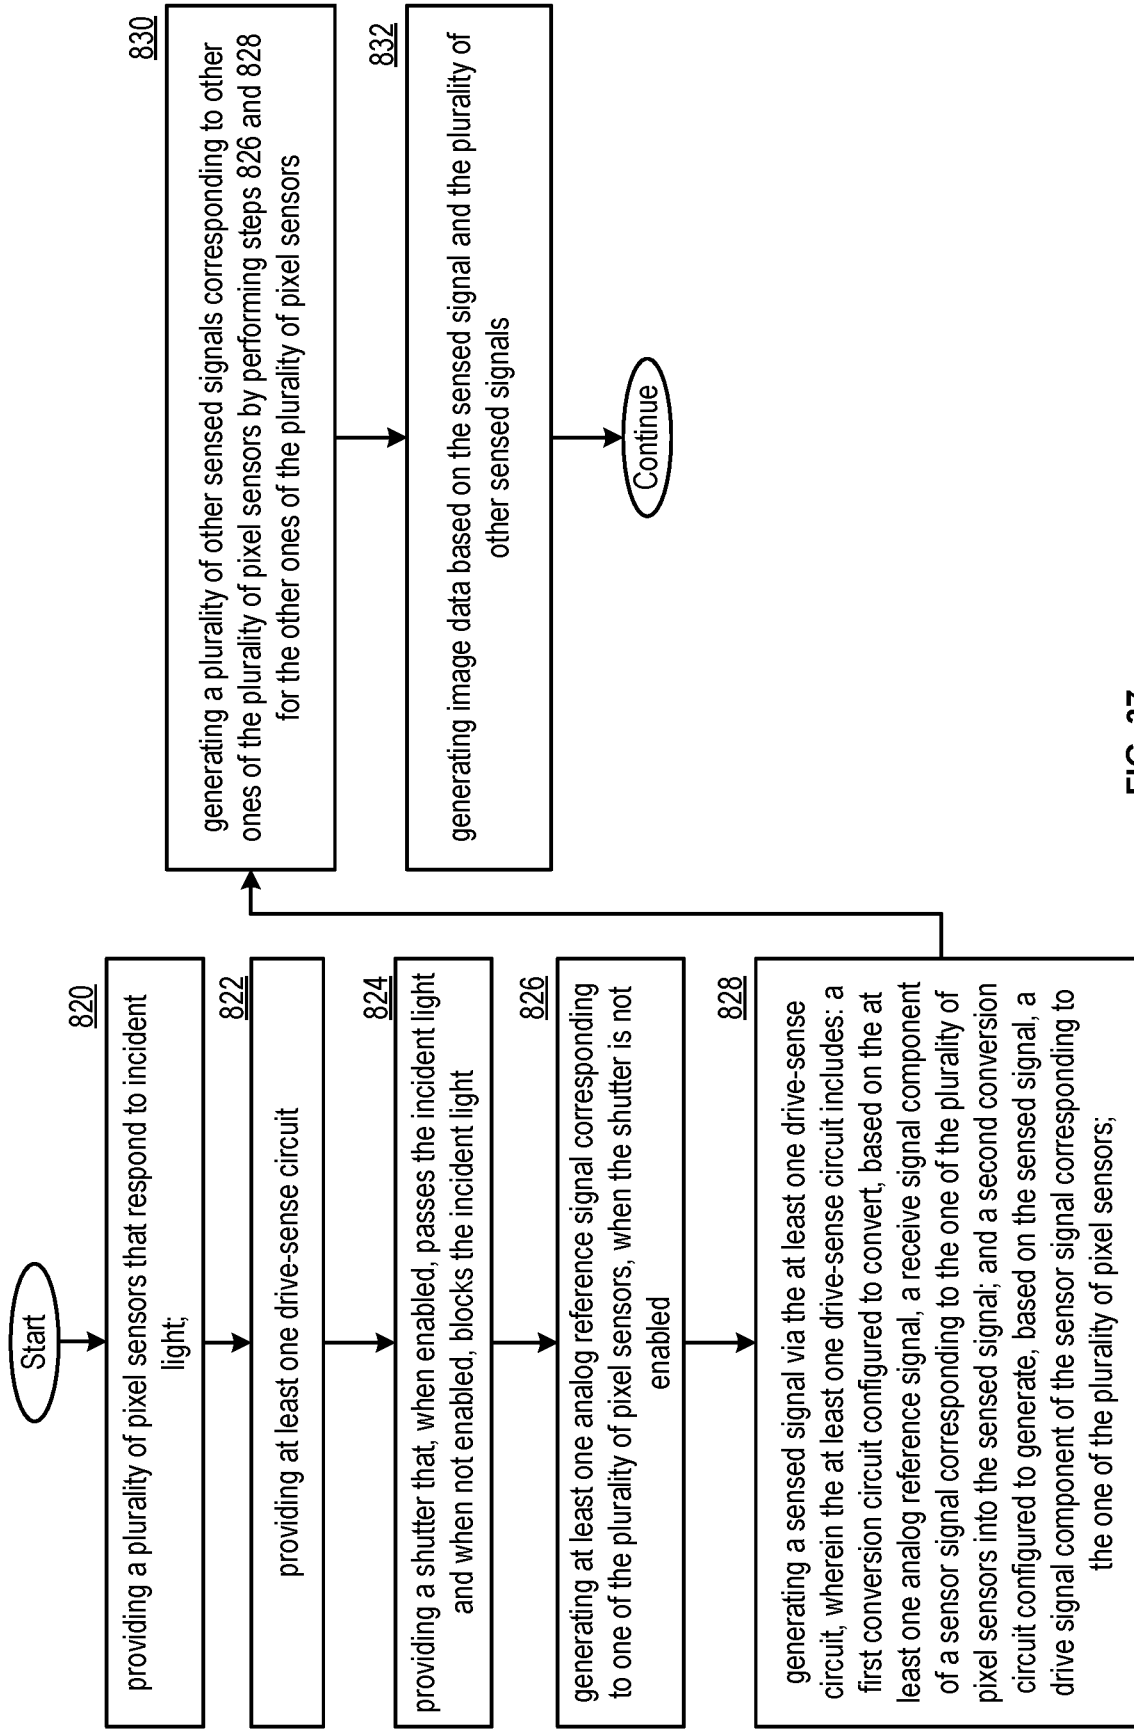 Start
820
providing a plurality of pixel sensors that respond to incident
light;
822
providing at least one drive-sense circuit
824
providing a shutter that, when enabled, passes the incident light
and when not enabled, blocks the incident light
826
generating at least one analog reference signal corresponding
to one of the plurality of pixel sensors, when the shutter is not
enabled
828
generating a sensed signal via the at least one drive-sense
circuit, wherein the at least one drive-sense circuit includes: a
first conversion circuit configured to convert, based on the at
least one analog reference signal, a receive signal component
of a sensor signal corresponding to the one of the plurality of
pixel sensors into the sensed signal; and a second conversion
circuit configured to generate, based on the sensed signal, a
drive signal component of the sensor signal corresponding to
the one of the plurality of pixel sensors;
830
generating a plurality of other sensed signals corresponding to other
ones of the plurality of pixel sensors by performing steps 826 and 828
for the other ones of the plurality of pixel sensors
832
generating image data based on the sensed signal and the plurality of
other sensed signals
Continue